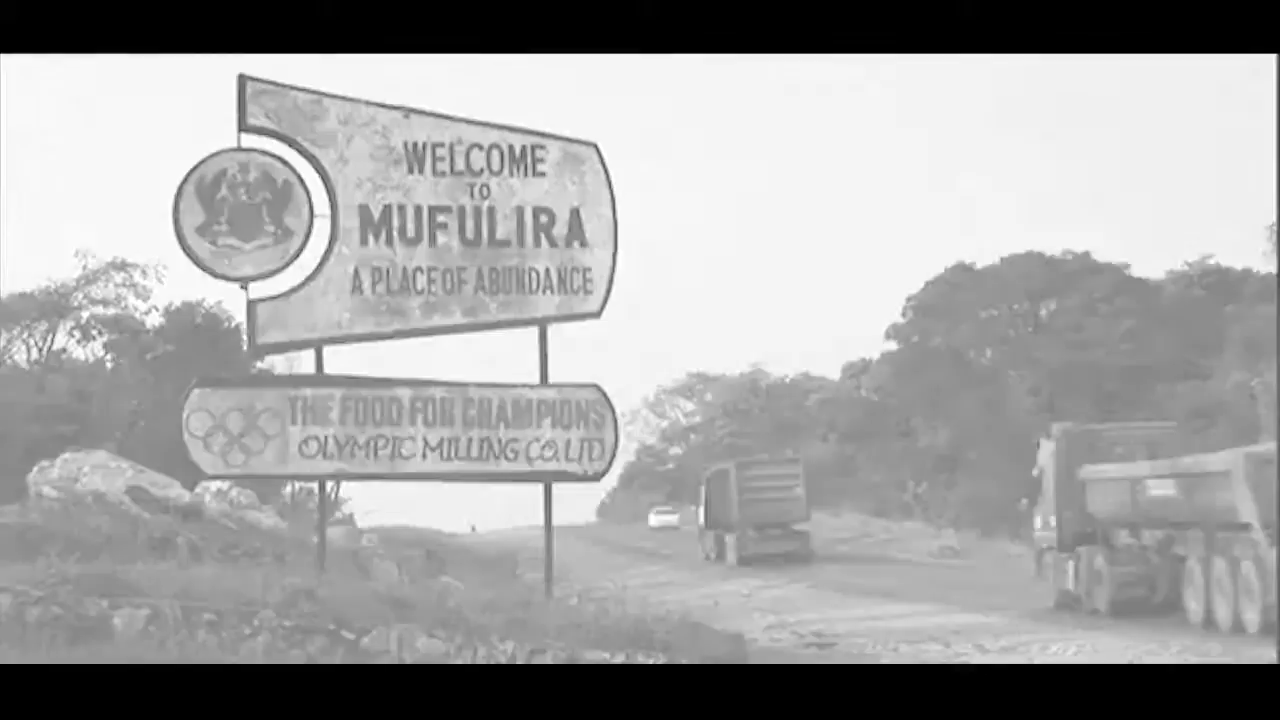 WELCOME
TO
MUFULIRA
A PLACE OF ABUNDANCE
THE FOOD FOR CHAMPIONS
OLYMPIC MILLING CO. LTD